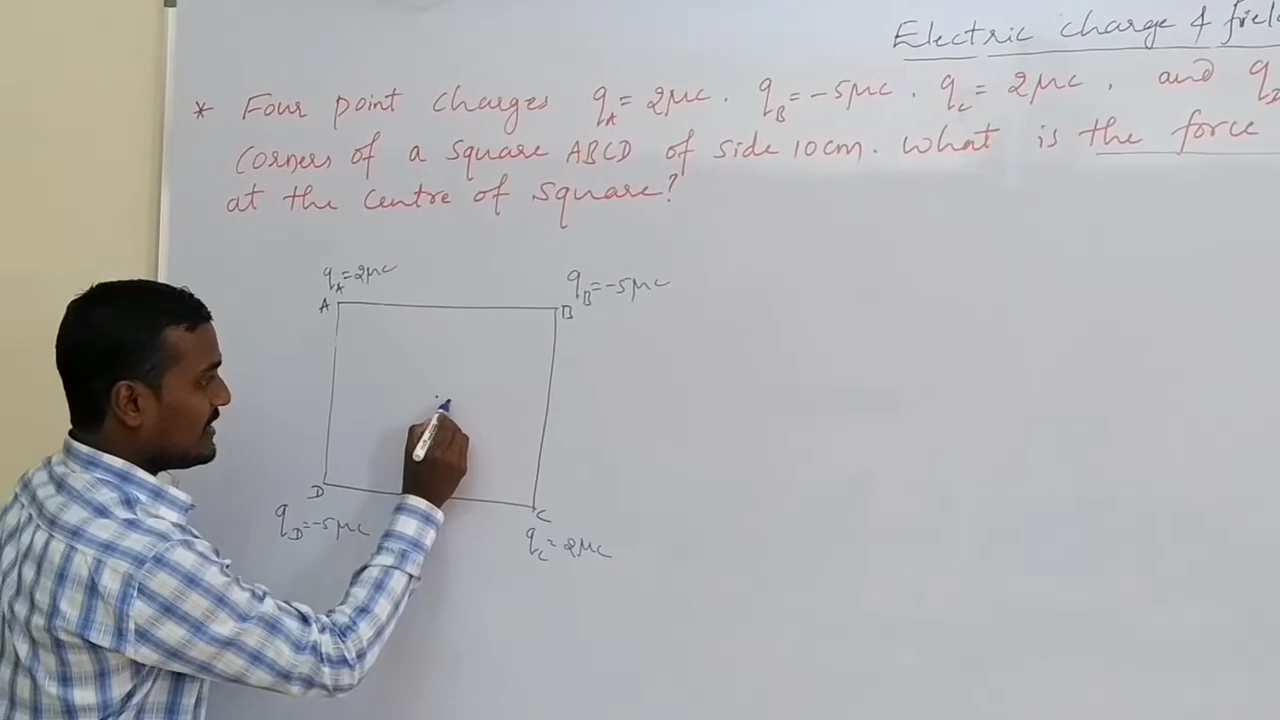 Electric charge & field
* Four point charges q_A = 2μc. q_B = -5μc. q_C = 2μc, and q_D
corners of a square ABCD of side 10cm. What is the force
at the centre of square?
q_A = 2μc
q_B = -5μc
A
B
D
C
q_D = -5μc
q_C = 2μc